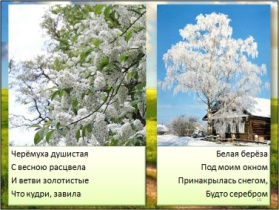 Черёмуха душистая
С весною расцвела
И ветви золотистые
Что кудри, завила
Белая берёза
Под моим окном
Принакрылась снегом,
Будто серебром